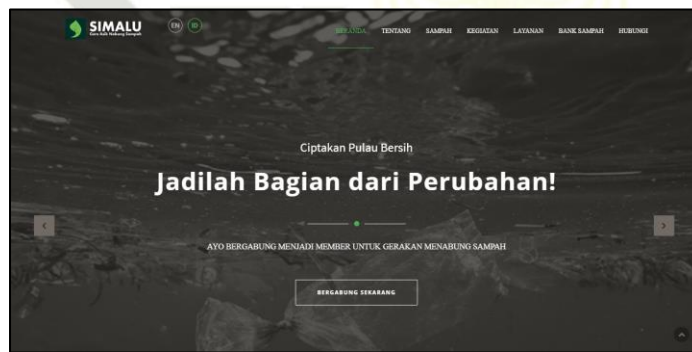 SIMALU
EN ID
BERANDA TENTANG SAMPAH KEGIATAN LAYANAN BANK SAMPAH HUBUNGI
Ciptakan Pulau Bersih
Jadilah Bagian dari Perubahan!
AYO BERGABUNG MENJADI MEMBER UNTUK GERAKAN MENABUNG SAMPAH
BERGABUNG SEKARANG